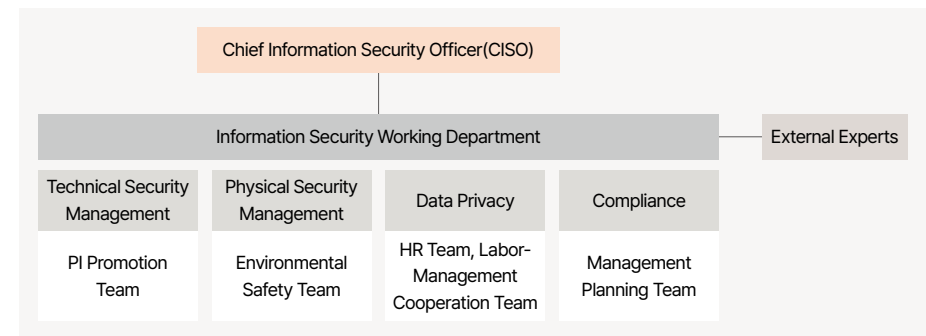 Chief Information Security Officer(CISO)
Information Security Working Department
External Experts
Technical Security
Management
Physical Security
Management
Data Privacy
Compliance
PI Promotion
Team
Environmental
Safety Team
HR Team, Labor-
Management
Cooperation Team
Management
Planning Team